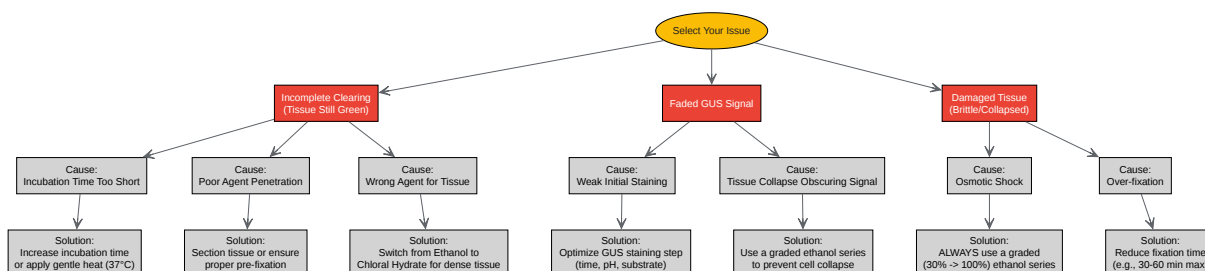 Select Your Issue
Incomplete Clearing
(Tissue Still Green)
Faded GUS Signal
Damaged Tissue
(Brittle/Collapsed)
Cause:
Incubation Time Too Short
Cause:
Poor Agent Penetration
Cause:
Wrong Agent for Tissue
Cause:
Weak Initial Staining
Cause:
Tissue Collapse Obscuring Signal
Cause:
Osmotic Shock
Cause:
Over-fixation
Solution:
Increase incubation time
or apply gentle heat (37°C)
Solution:
Section tissue or ensure
proper pre-fixation
Solution:
Switch from Ethanol to
Chloral Hydrate for dense tissue
Solution:
Optimize GUS staining step
(time, pH, substrate)
Solution:
Use a graded ethanol series
to prevent cell collapse
Solution:
ALWAYS use a graded
(30% -> 100%) ethanol series
Solution:
Reduce fixation time
(e.g., 30-60 min max